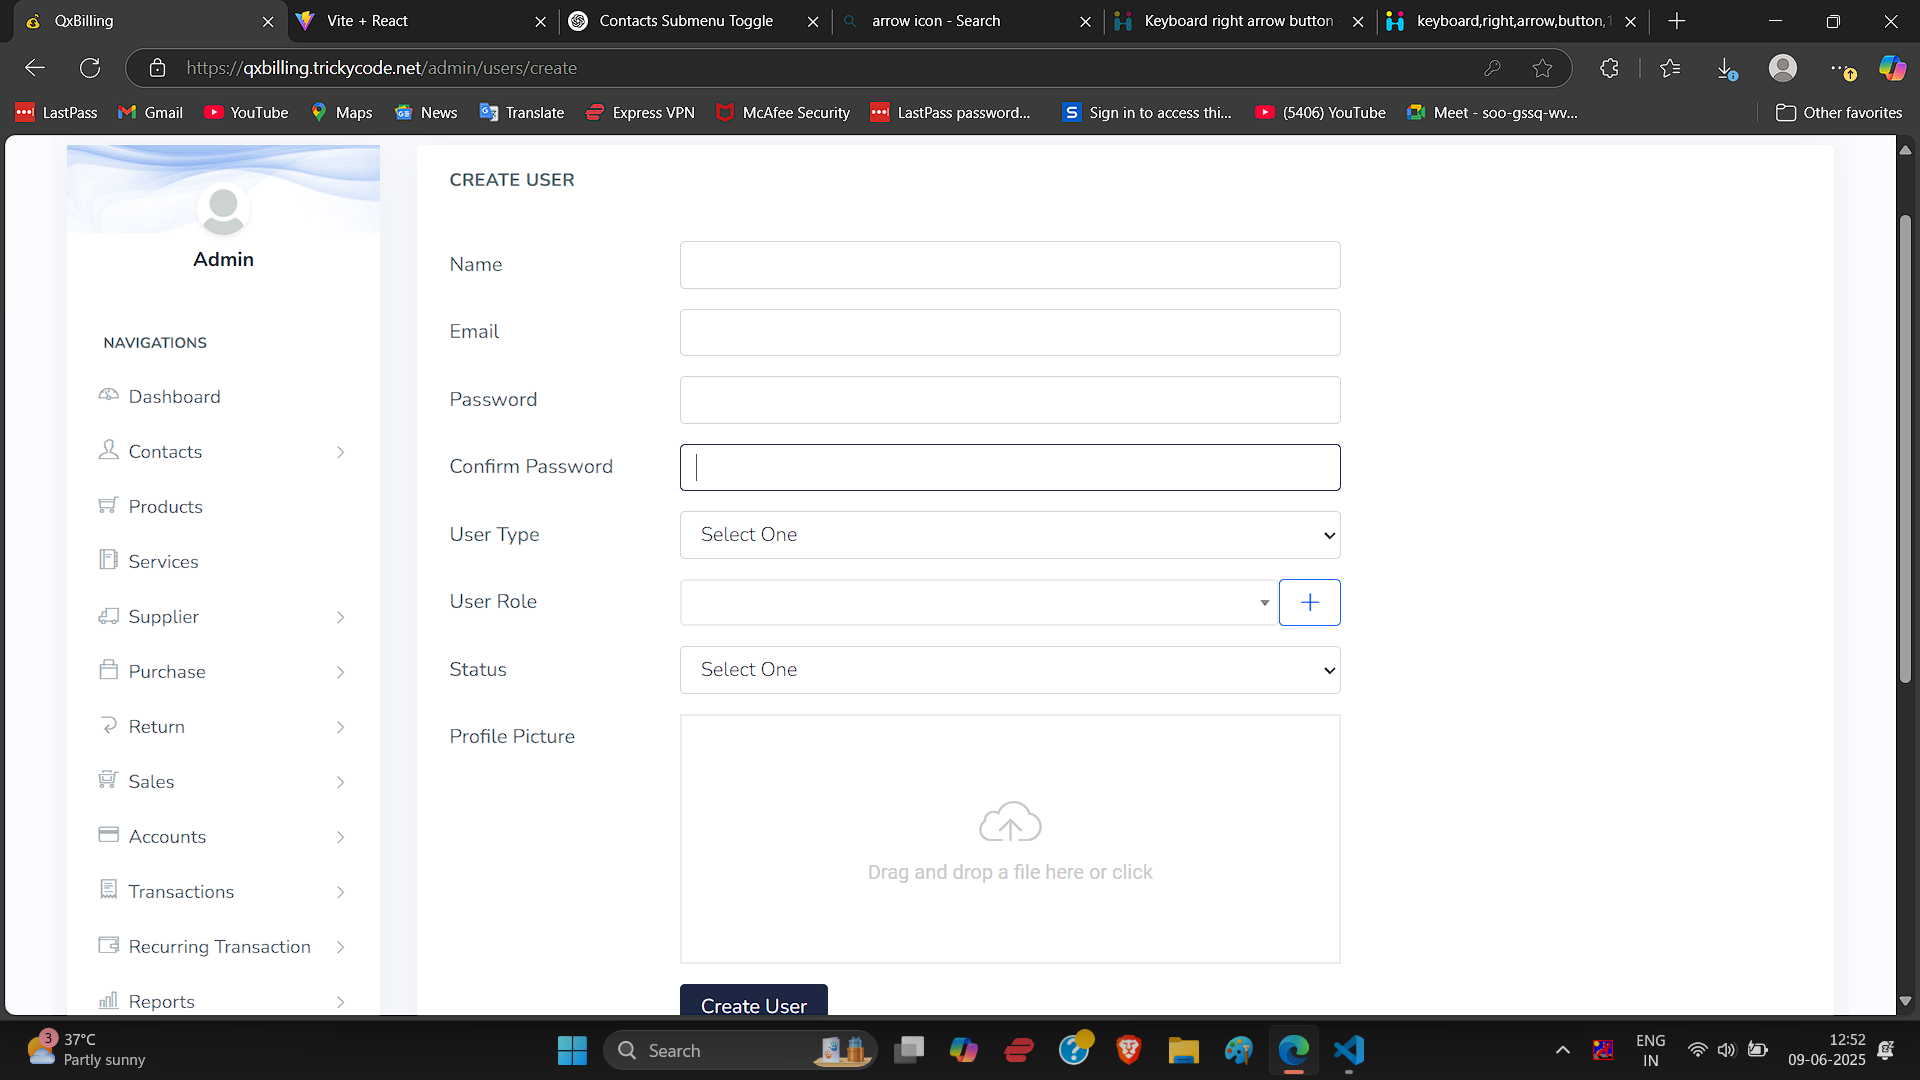 QxBilling
Vite + React
Contacts Submenu Toggle
arrow icon - Search
Keyboard right arrow button
keyboard,right,arrow,button,
https://qxbilling.trickycode.net/admin/users/create
LastPass
Gmail
YouTube
Maps
News
Translate
Express VPN
McAfee Security
LastPass password...
Sign in to access thi...
(5406) YouTube
Meet - soo-gssq-wv...
Other favorites
Admin
NAVIGATIONS
Dashboard
Contacts
Products
Services
Supplier
Purchase
Return
Sales
Accounts
Transactions
Recurring Transaction
Reports
CREATE USER
Name
Email
Password
Confirm Password
User Type
Select One
User Role
Status
Select One
Profile Picture
Drag and drop a file here or click
Create User
3
37°C
Partly sunny
Search
ENG
IN
12:52
09-06-2025